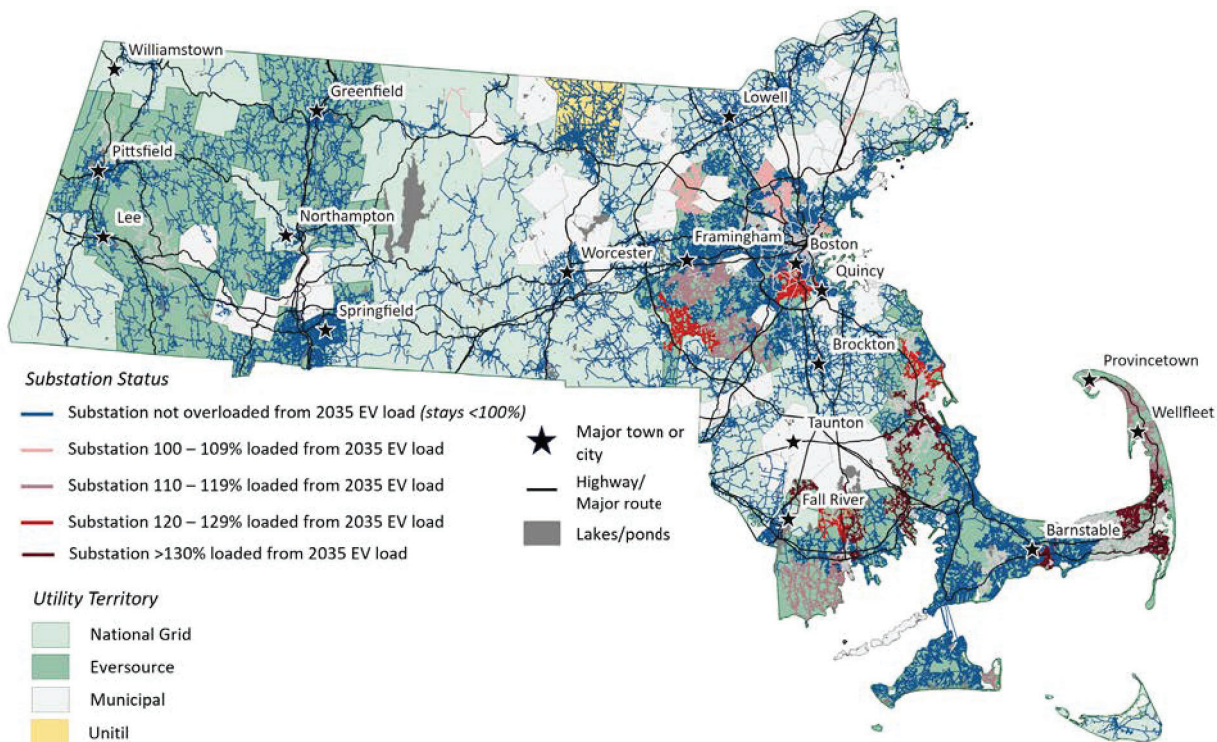 Williamstown
Greenfield
Lowell
Pittsfield
Lee
Northampton
Worcester
Framingham
Boston
Quincy
Springfield
Brockton
Provincetown
Wellfleet
Taunton
Fall River
Barnstable
Substation Status
Substation not overloaded from 2035 EV load (stays <100%)
Substation 100 – 109% loaded from 2035 EV load
Substation 110 – 119% loaded from 2035 EV load
Substation 120 – 129% loaded from 2035 EV load
Substation >130% loaded from 2035 EV load
Major town or
city
Highway/
Major route
Lakes/ponds
Utility Territory
National Grid
Eversource
Municipal
Unitil